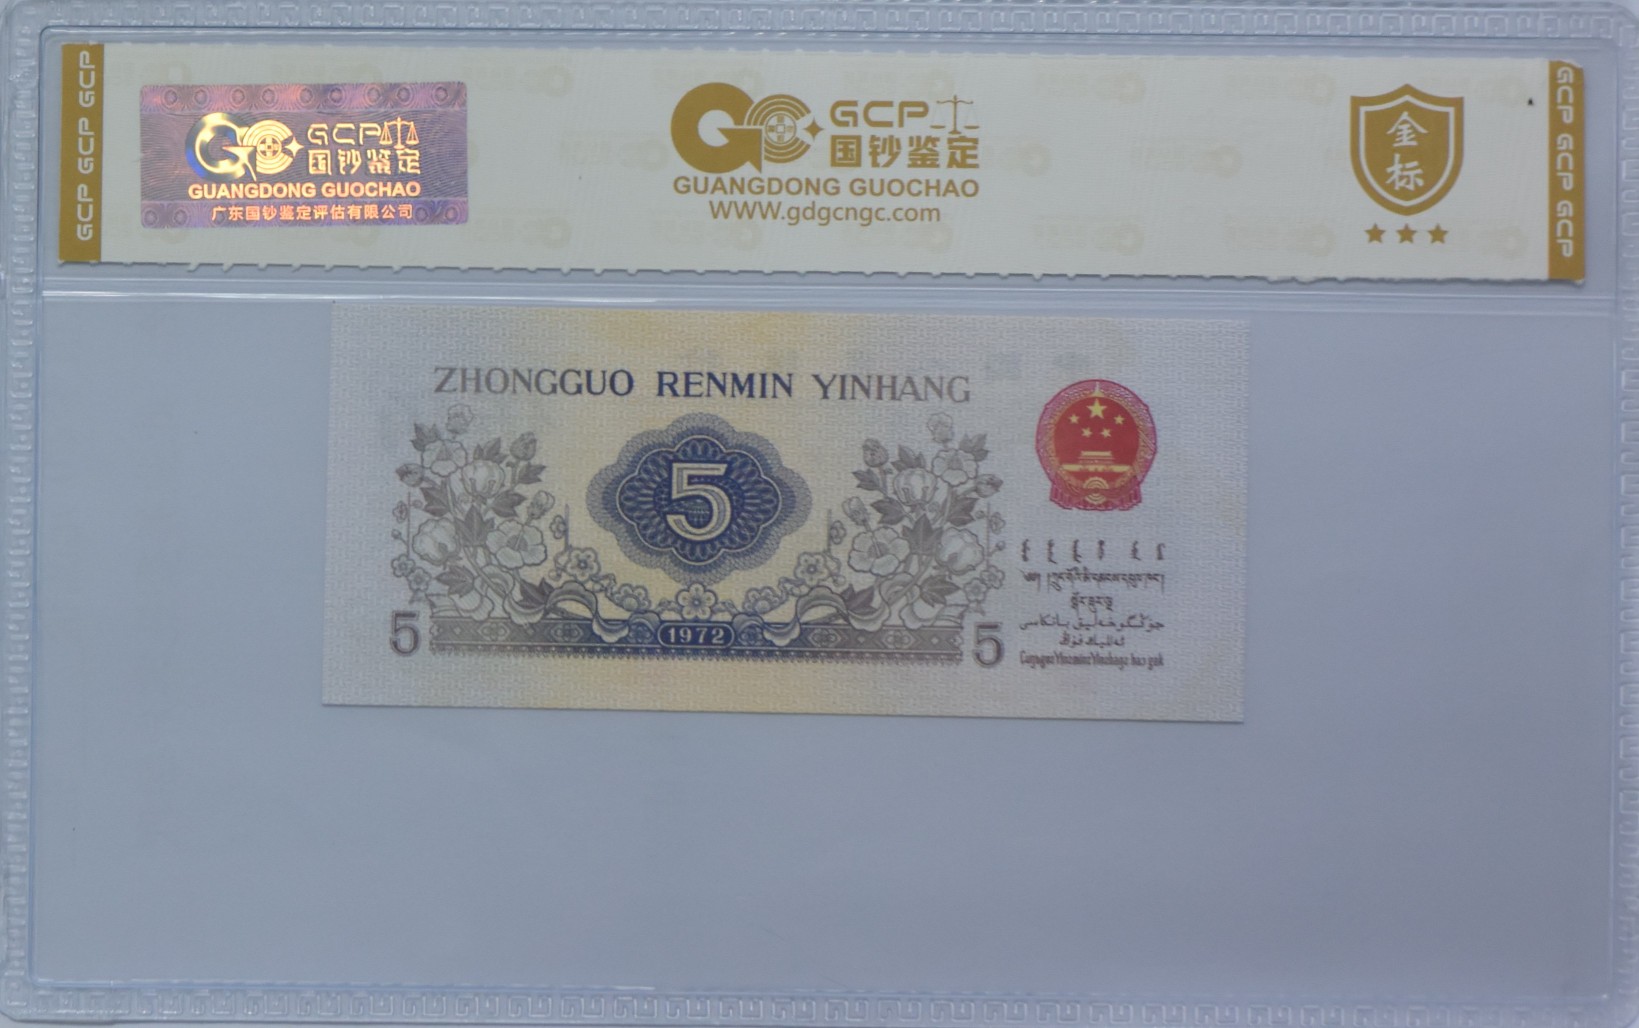 GCP GCP GCP
GCP
国钞鉴定
GUANGDONG GUOCHAO
广东国钞鉴定评估有限公司
GCP
国钞鉴定
GUANGDONG GUOCHAO
WWW.gdgcngc.com
金
标
GCP GCP GCP
ZHONGGUO RENMIN YINHANG
5
1972
5
5